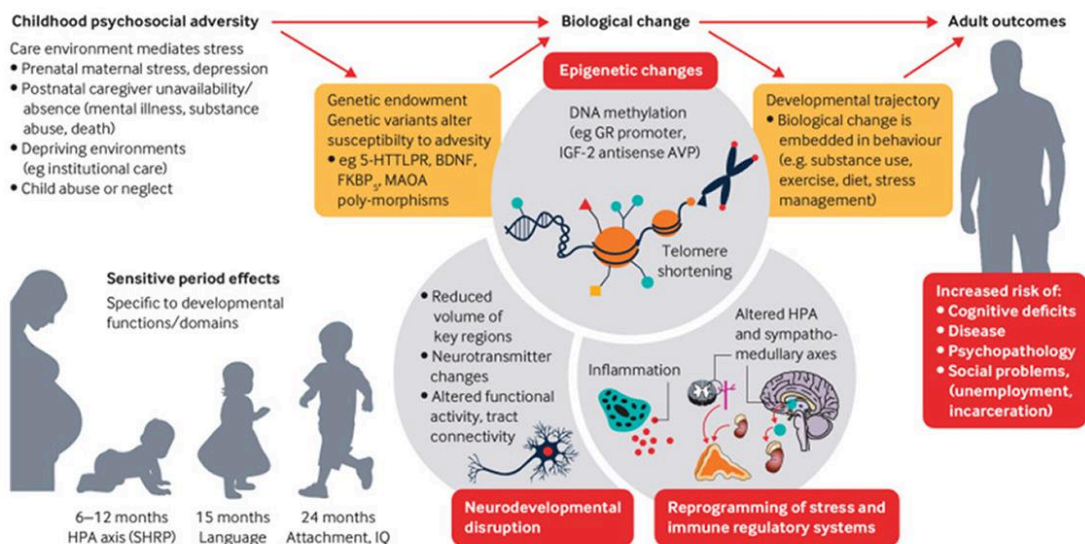 Childhood psychosocial adversity
Care environment mediates stress
• Prenatal maternal stress, depression
• Postnatal caregiver unavailability/
absence (mental illness, substance
abuse, death)
• Depriving environments
(eg institutional care)
• Child abuse or neglect
Genetic endowment
Genetic variants alter
susceptibilty to advesity
• eg 5-HTTLPR, BDNF,
FKBP₅, MAOA
poly-morphisms
Biological change
Epigenetic changes
DNA methylation
(eg GR promoter,
IGF-2 antisense AVP)
Telomere
shortening
Developmental trajectory
• Biological change is
embedded in behaviour
(e.g. substance use,
exercise, diet, stress
management)
Adult outcomes
Increased risk of:
• Cognitive deficits
• Disease
• Psychopathology
• Social problems,
(unemployment,
incarceration)
Sensitive period effects
Specific to developmental
functions/domains
6–12 months
HPA axis (SHRP)
15 months
Language
24 months
Attachment, IQ
• Reduced
volume of
key regions
• Neurotransmitter
changes
• Altered functional
activity, tract
connectivity
Neurodevelopmental
disruption
Inflammation
Altered HPA
and sympatho-
medullary axes
Reprogramming of stress and
immune regulatory systems